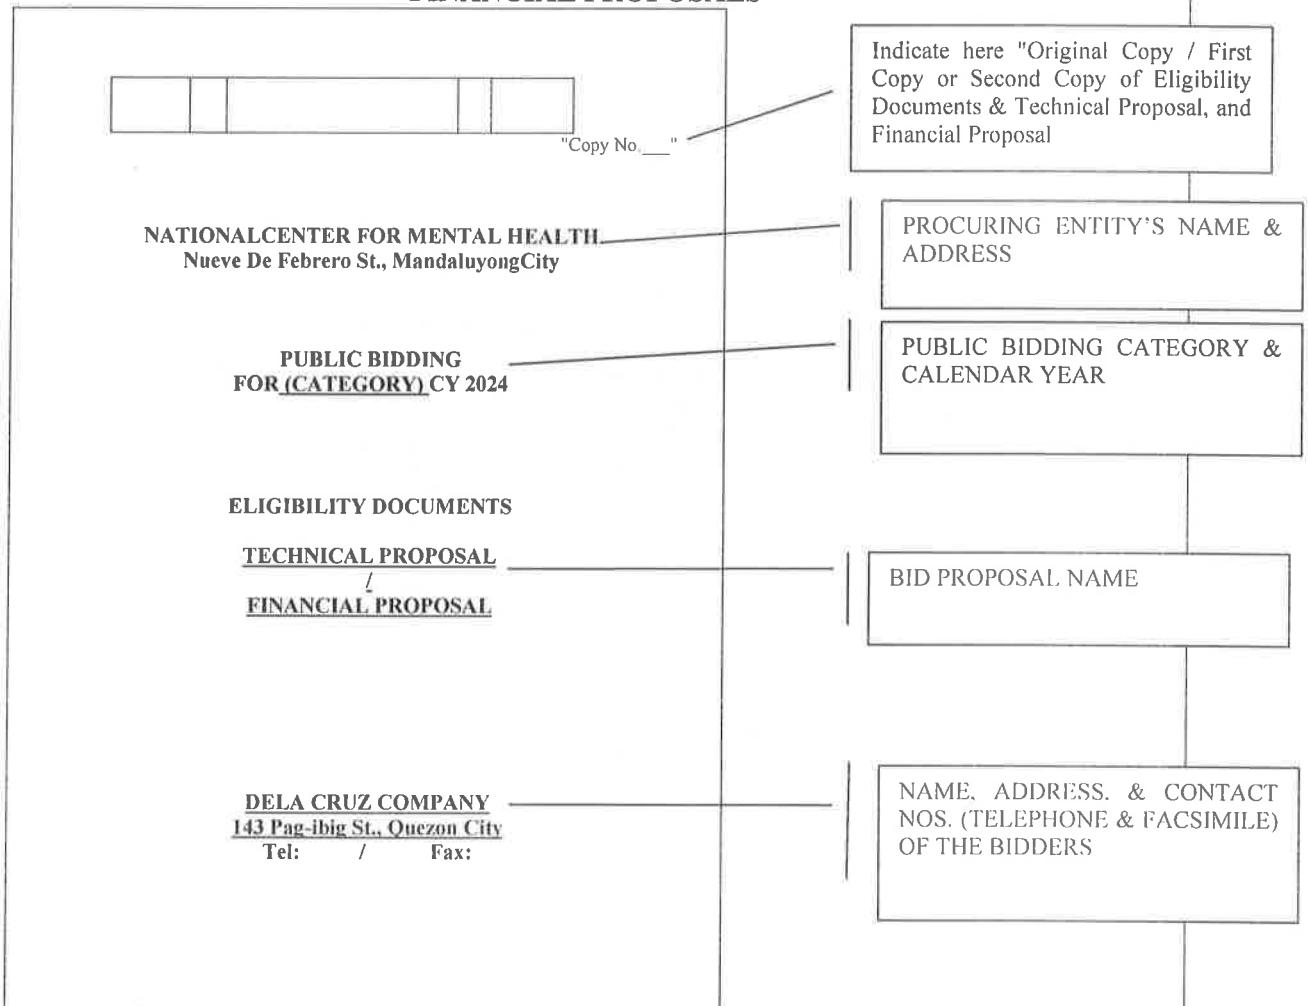 FINANCIAL PROPOSALS
Indicate here "Original Copy / First
Copy or Second Copy of Eligibility
Documents & Technical Proposal, and
Financial Proposal
"Copy No.___"
NATIONALCENTER FOR MENTAL HEALTH
Nueve De Febrero St., MandaluyongCity
PROCURING ENTITY'S NAME &
ADDRESS
PUBLIC BIDDING
FOR (CATEGORY) CY 2024
PUBLIC BIDDING CATEGORY &
CALENDAR YEAR
ELIGIBILITY DOCUMENTS
TECHNICAL PROPOSAL
/
FINANCIAL PROPOSAL
BID PROPOSAL NAME
DELA CRUZ COMPANY
143 Pag-ibig St., Quezon City
Tel: / Fax:
NAME, ADDRESS, & CONTACT
NOS. (TELEPHONE & FACSIMILE)
OF THE BIDDERS